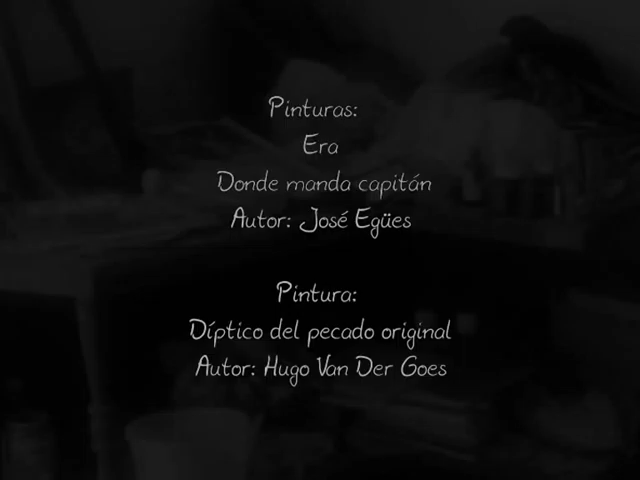 Pinturas:
Era
Donde manda capitán
Autor: José Egües
Pintura:
Díptico del pecado original
Autor: Hugo Van Der Goes